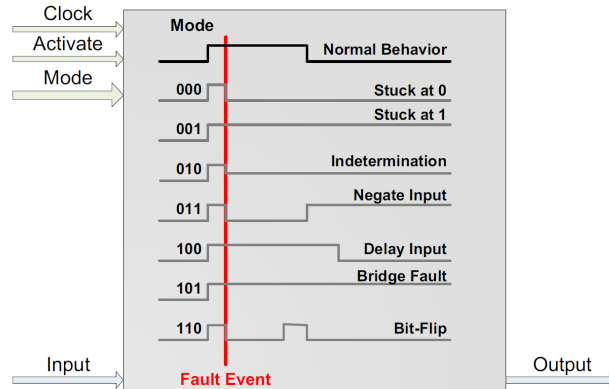 Clock
Activate
Mode
Mode
Normal Behavior
000 Stuck at 0
001 Stuck at 1
010 Indetermination
011 Negate Input
100 Delay Input
101 Bridge Fault
110 Bit-Flip
Input
Fault Event
Output